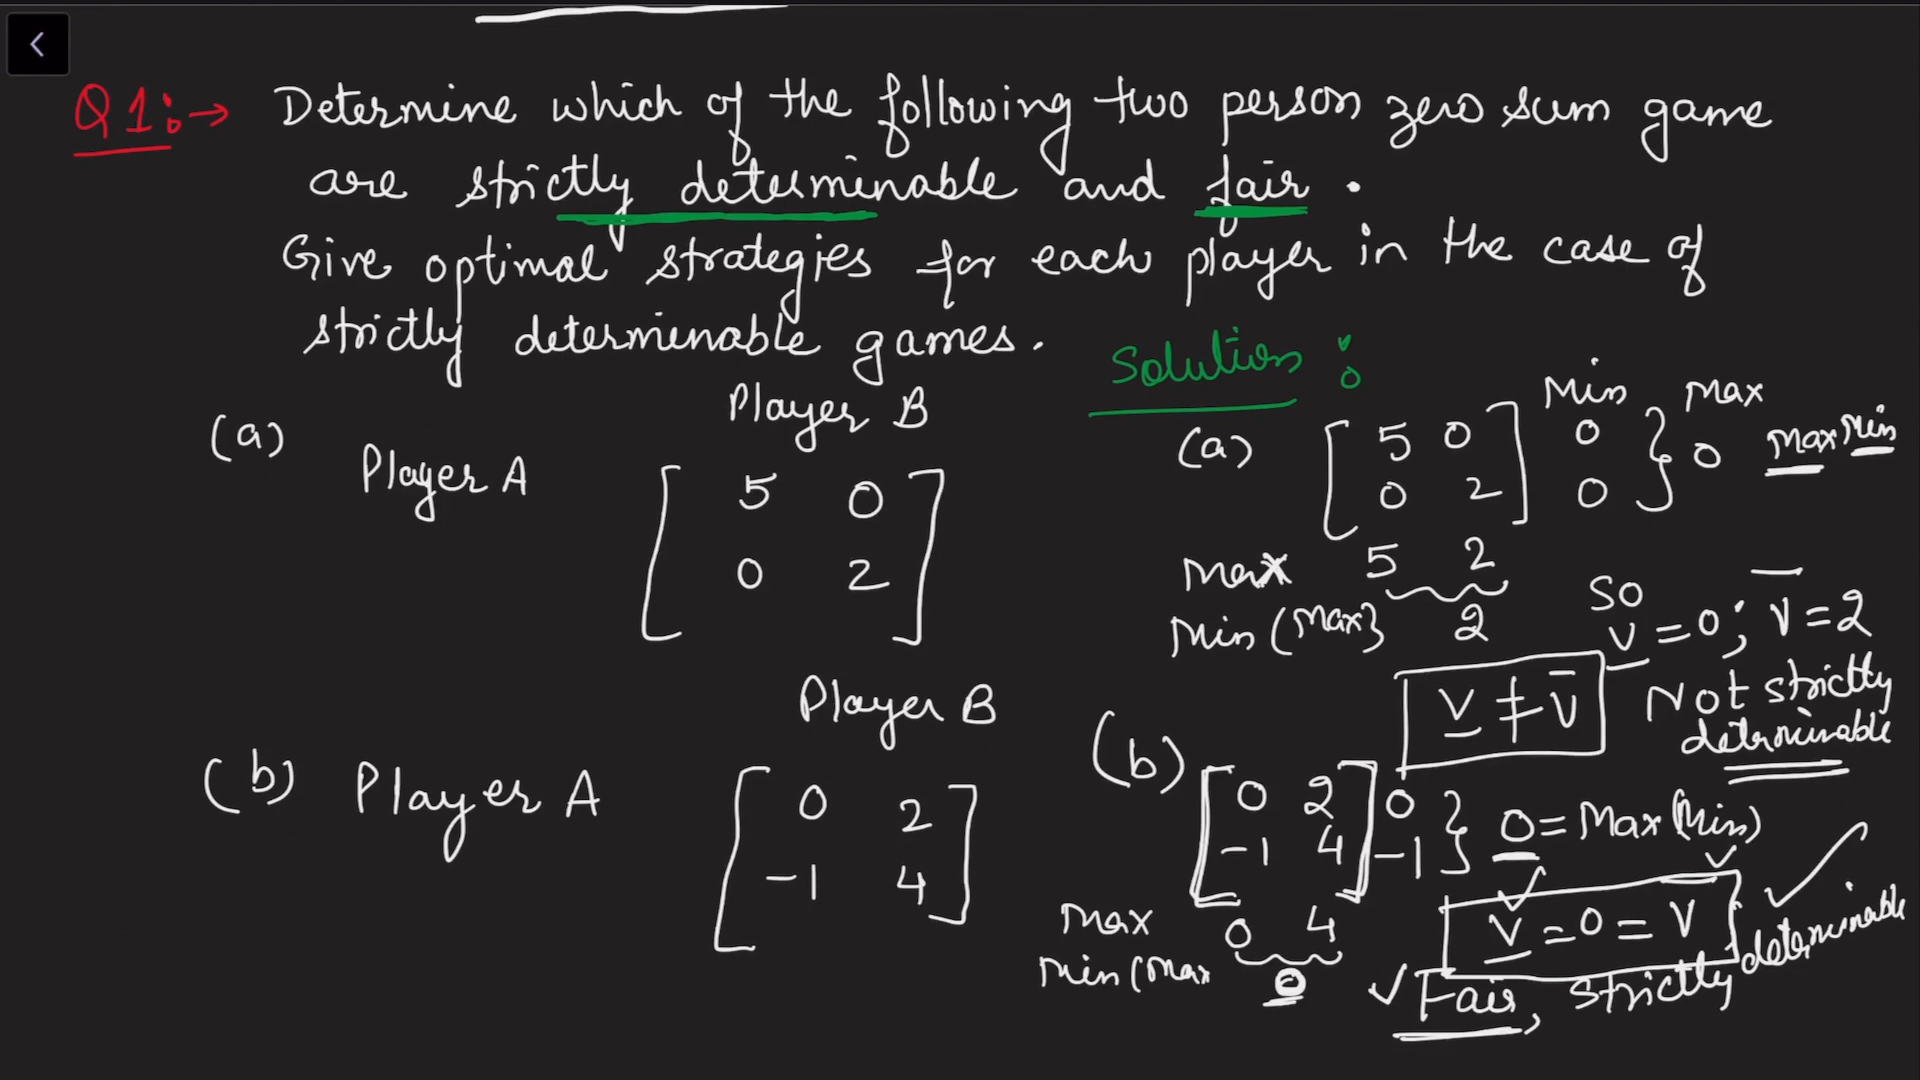 Q1:→ Determine which of the following two person zero sum game
are strictly determinable and fair.
Give optimal strategies for each player in the case of
strictly determinenable games.
(a) Player B
Player A
5 0
0 2
Player B
(b) Player A
0 2
-1 4
Solution :
Min Max
(a) [ 5 0 ] 0 } 0 Max Min
[ 0 2 ] 0
Max 5 2
Min (Max} 2
So
V = 0; V̅ = 2
V ≠ V̅ Not strictly
determinable
(b) [ 0 2 ] 0 } 0 = Max (Min)
[ -1 4 ] -1
Max 0 4
Min (Max 0
V = 0 = V̅
✓ Fair, Strictly determinable